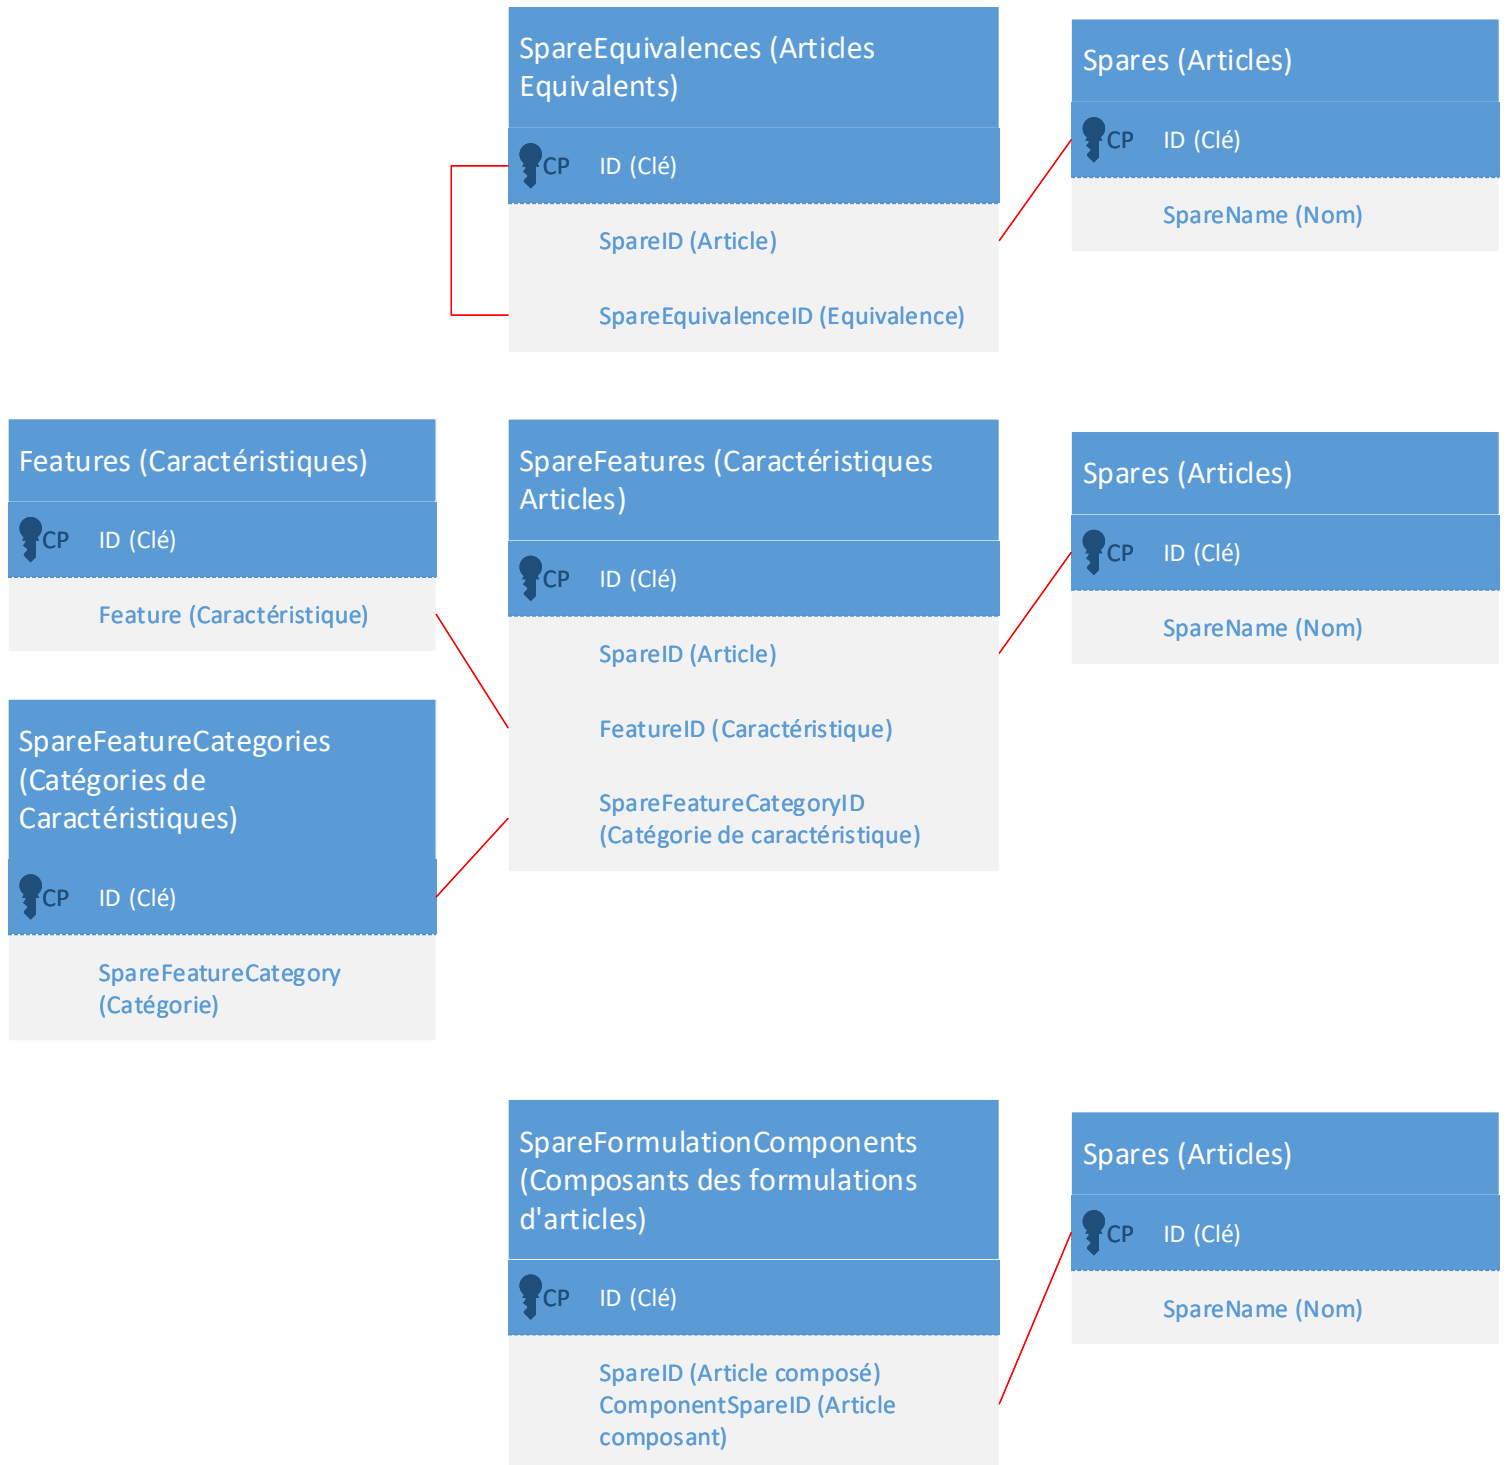 SpareEquivalences (Articles
Equivalents)
CP ID (Clé)
SpareID (Article)
SpareEquivalenceID (Equivalence)
Spares (Articles)
CP ID (Clé)
SpareName (Nom)
Features (Caractéristiques)
CP ID (Clé)
Feature (Caractéristique)
SpareFeatures (Caractéristiques
Articles)
CP ID (Clé)
SpareID (Article)
FeatureID (Caractéristique)
SpareFeatureCategoryID
(Catégorie de caractéristique)
Spares (Articles)
CP ID (Clé)
SpareName (Nom)
SpareFeatureCategories
(Catégories de
Caractéristiques)
CP ID (Clé)
SpareFeatureCategory
(Catégorie)
SpareFormulationComponents
(Composants des formulations
d'articles)
CP ID (Clé)
SpareID (Article composé)
ComponentSpareID (Article
composant)
Spares (Articles)
CP ID (Clé)
SpareName (Nom)